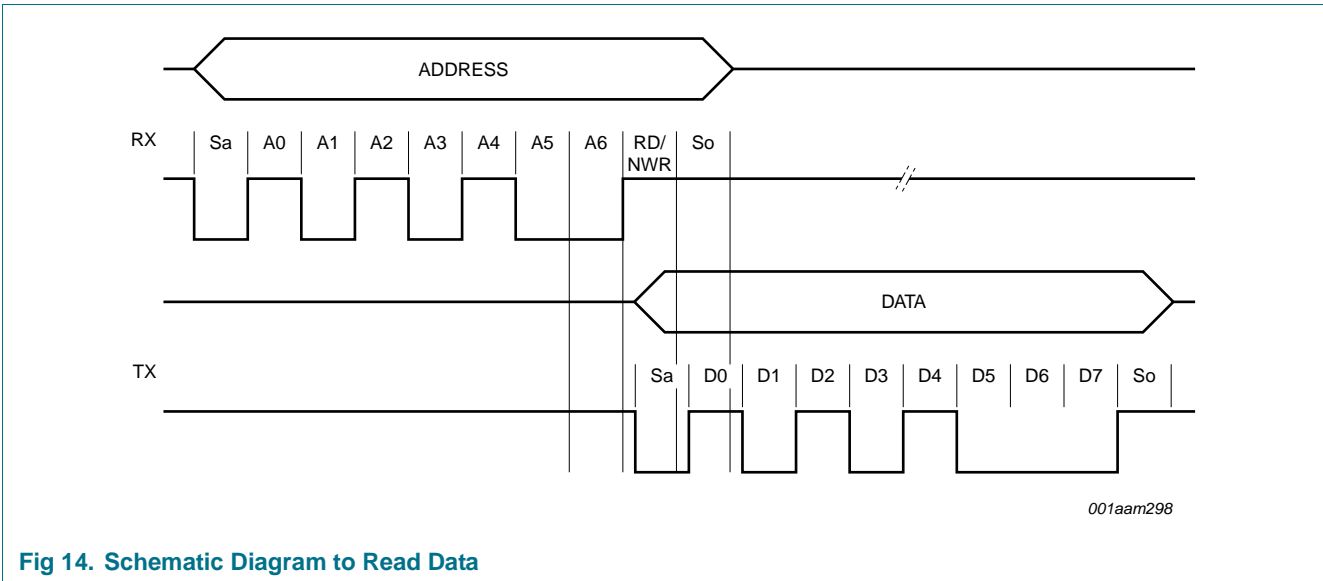 ADDRESS
RX Sa A0 A1 A2 A3 A4 A5 A6 RD/ So
NWR
DATA
TX Sa D0 D1 D2 D3 D4 D5 D6 D7 So
001aam298
Fig 14. Schematic Diagram to Read Data